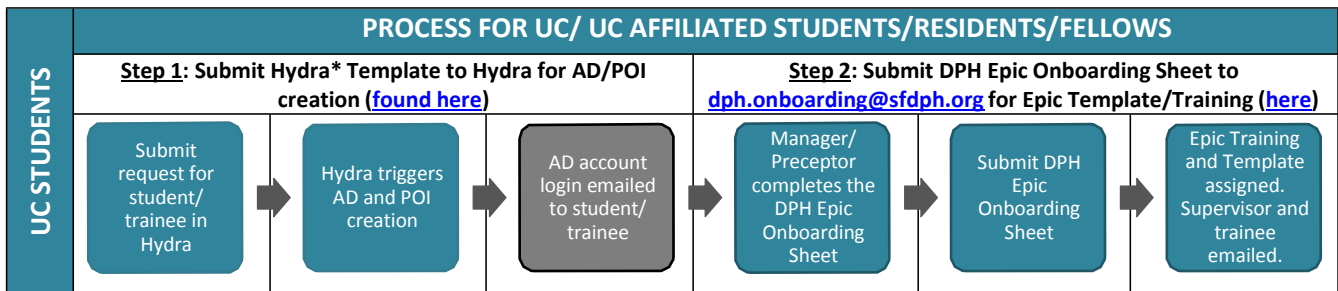 PROCESS FOR UC/ UC AFFILIATED STUDENTS/RESIDENTS/FELLOWS
UC STUDENTS
Step 1: Submit Hydra* Template to Hydra for AD/POI
creation (found here)
Step 2: Submit DPH Epic Onboarding Sheet to
dph.onboarding@sfdph.org for Epic Template/Training (here)
Submit
request for
student/
trainee in
Hydra
Hydra triggers
AD and POI
creation
AD account
login emailed
to student/
trainee
Manager/
Preceptor
completes the
DPH Epic
Onboarding
Sheet
Submit DPH
Epic
Onboarding
Sheet
Epic Training
and Template
assigned.
Supervisor and
trainee
emailed.